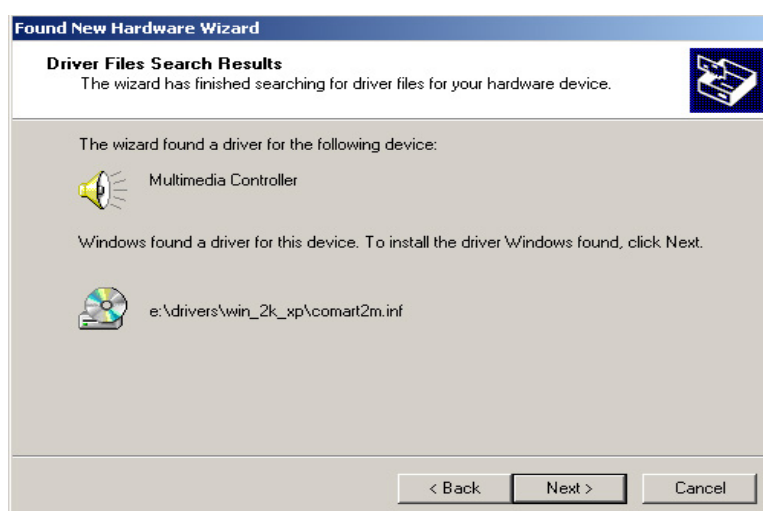 Found New Hardware Wizard
Driver Files Search Results
The wizard has finished searching for driver files for your hardware device.
The wizard found a driver for the following device:
Multimedia Controller
Windows found a driver for this device. To install the driver Windows found, click Next.
e:\drivers\win_2k_xp\comart2m.inf
< Back Next > Cancel